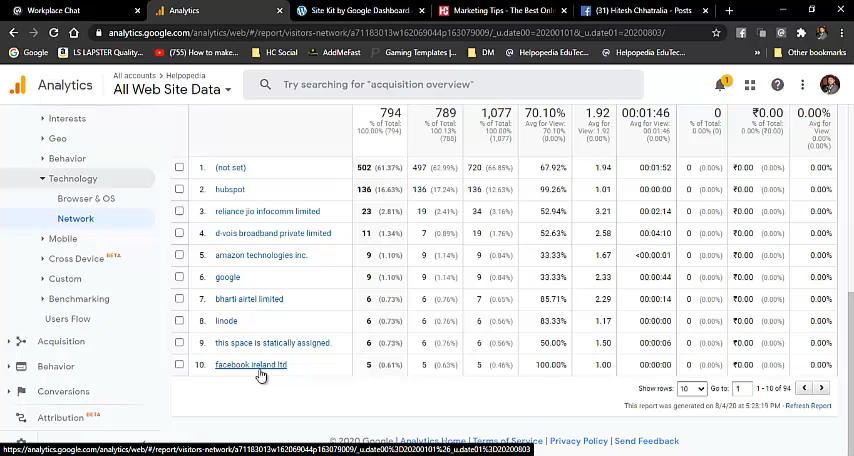 Workplace Chat
Analytics
Site Kit by Google Dashboard
Marketing Tips - The Best Onli
(31) Hitesh Chhatralia - Posts
analytics.google.com/analytics/web/#/report/visitors-network/a71183013w162069044p163079009/_u.date00=20200101&_u.date01=20200803/
Google
LS LAPSTER Learnin...
(755) How to make...
HC Social
AddMeFast
Gaming Templates |...
DM
Helpopedia EduTec...
@Helpopedia EduTe...
Other bookmarks
Analytics
All accounts > Helpopedia
All Web Site Data
Try searching for "acquisition overview"
1
Interests
Geo
Behavior
Technology
Browser & OS
Network
Mobile
Cross Device BETA
Custom
Benchmarking
Users Flow
Acquisition
Behavior
Conversions
Attribution BETA
794 789 1,077 70.10% 1.92 00:01:46 0 ₹0.00 0.00%
% of Total: 100.00% (794)
% of Total: 100.13% (788)
% of Total: 100.00% (1,077)
Avg for View: 70.10% (0.00%)
Avg for View: 1.92 (0.00%)
Avg for View: 00:01:46 (0.00%)
% of Total: 0.00% (0)
% of Total: 0.00% (₹0.00)
Avg for View: 0.00% (0.00%)
1. (not set) 502 (61.37%) 497 (62.99%) 720 (66.85%) 67.92% 1.94 00:01:52 0 (0.00%) ₹0.00 (0.00%) 0.00%
2. hubspot 136 (16.63%) 136 (17.24%) 136 (12.63%) 99.26% 1.01 00:00:00 0 (0.00%) ₹0.00 (0.00%) 0.00%
3. reliance jio infocomm limited 23 (2.81%) 19 (2.41%) 34 (3.16%) 52.94% 3.21 00:02:14 0 (0.00%) ₹0.00 (0.00%) 0.00%
4. d-vois broadband private limited 11 (1.34%) 7 (0.89%) 19 (1.76%) 52.63% 2.58 00:04:10 0 (0.00%) ₹0.00 (0.00%) 0.00%
5. amazon technologies inc. 9 (1.10%) 9 (1.14%) 9 (0.84%) 33.33% 1.67 <00:00:01 0 (0.00%) ₹0.00 (0.00%) 0.00%
6. google 9 (1.10%) 9 (1.14%) 9 (0.84%) 33.33% 2.33 00:00:44 0 (0.00%) ₹0.00 (0.00%) 0.00%
7. bharti airtel limited 6 (0.73%) 6 (0.76%) 7 (0.65%) 85.71% 2.29 00:00:14 0 (0.00%) ₹0.00 (0.00%) 0.00%
8. linode 6 (0.73%) 6 (0.76%) 6 (0.56%) 83.33% 1.17 00:00:00 0 (0.00%) ₹0.00 (0.00%) 0.00%
9. this space is statically assigned. 6 (0.73%) 6 (0.76%) 6 (0.56%) 50.00% 1.50 00:00:36 0 (0.00%) ₹0.00 (0.00%) 0.00%
10. facebook ireland ltd 5 (0.61%) 5 (0.63%) 5 (0.46%) 100.00% 1.00 00:00:00 0 (0.00%) ₹0.00 (0.00%) 0.00%
Show rows: 10 Go to: 1 1 - 10 of 94
This report was generated on 8/4/20 at 5:28:19 PM - Refresh Report
© 2020 Google | Analytics Home | Terms of Service | Privacy Policy | Send Feedback
https://analytics.google.com/analytics/web/#/report/visitors-network/a71183013w162069044p163079009/_u.date00%3D20200101%26_u.date01%3D20200803